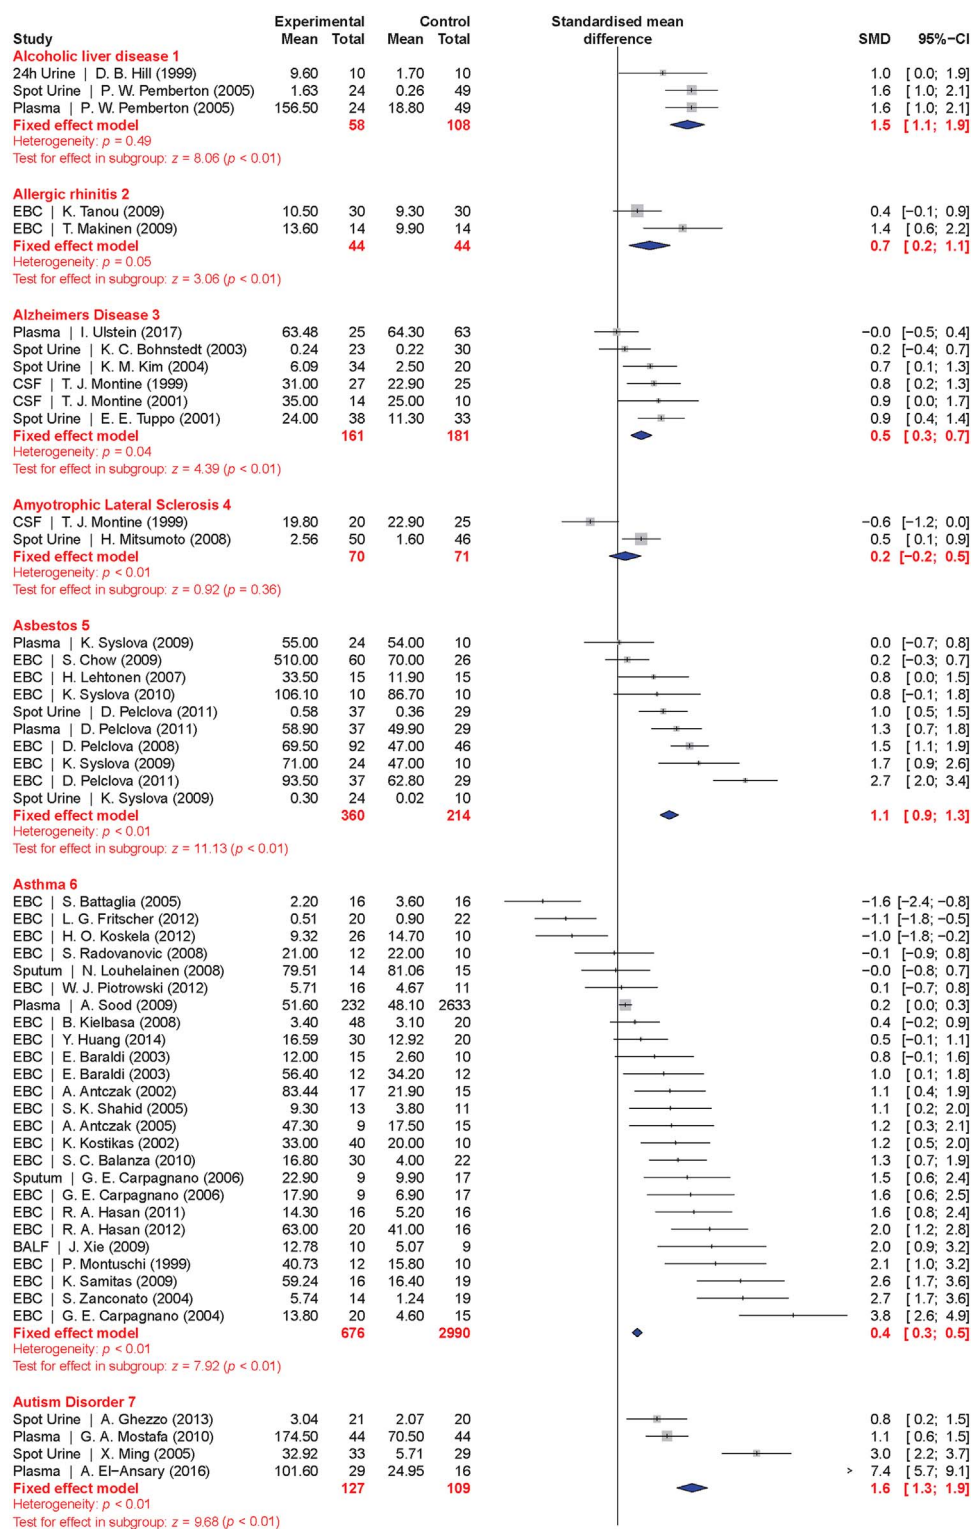 Experimental Control Standardised mean
Study Mean Total Mean Total difference SMD 95%−CI
Alcoholic liver disease 1
24h Urine | D. B. Hill (1999) 9.60 10 1.70 10 1.0 [0.0; 1.9]
Spot Urine | P. W. Pemberton (2005) 1.63 24 0.26 49 1.6 [1.0; 2.1]
Plasma | P. W. Pemberton (2005) 156.50 24 18.80 49 1.6 [1.0; 2.1]
Fixed effect model 58 108 1.5 [1.1; 1.9]
Heterogeneity: p = 0.49
Test for effect in subgroup: z = 8.06 (p < 0.01)
Allergic rhinitis 2
EBC | K. Tanou (2009) 10.50 30 9.30 30 0.4 [−0.1; 0.9]
EBC | T. Makinen (2009) 13.60 14 9.90 14 1.4 [0.6; 2.2]
Fixed effect model 44 44 0.7 [0.2; 1.1]
Heterogeneity: p = 0.05
Test for effect in subgroup: z = 3.06 (p < 0.01)
Alzheimers Disease 3
Plasma | I. Ulstein (2017) 63.48 25 64.30 63 −0.0 [−0.5; 0.4]
Spot Urine | K. C. Bohnstedt (2003) 0.24 23 0.22 30 0.2 [−0.4; 0.7]
Spot Urine | K. M. Kim (2004) 6.09 34 2.50 20 0.7 [0.1; 1.3]
CSF | T. J. Montine (1999) 31.00 27 22.90 25 0.8 [0.2; 1.3]
CSF | T. J. Montine (2001) 35.00 14 25.00 10 0.9 [0.0; 1.7]
Spot Urine | E. E. Tuppo (2001) 24.00 38 11.30 33 0.9 [0.4; 1.4]
Fixed effect model 161 181 0.5 [0.3; 0.7]
Heterogeneity: p = 0.04
Test for effect in subgroup: z = 4.39 (p < 0.01)
Amyotrophic Lateral Sclerosis 4
CSF | T. J. Montine (1999) 19.80 20 22.90 25 −0.6 [−1.2; 0.0]
Spot Urine | H. Mitsumoto (2008) 2.56 50 1.60 46 0.5 [0.1; 0.9]
Fixed effect model 70 71 0.2 [−0.2; 0.5]
Heterogeneity: p < 0.01
Test for effect in subgroup: z = 0.92 (p = 0.36)
Asbestos 5
Plasma | K. Syslova (2009) 55.00 24 54.00 10 0.0 [−0.7; 0.8]
EBC | S. Chow (2009) 510.00 60 70.00 26 0.2 [−0.3; 0.7]
EBC | H. Lehtonen (2007) 33.50 15 11.90 15 0.8 [0.0; 1.5]
EBC | K. Syslova (2010) 106.10 10 86.70 10 0.8 [−0.1; 1.8]
Spot Urine | D. Pelclova (2011) 0.58 37 0.36 29 1.0 [0.5; 1.5]
Plasma | D. Pelclova (2011) 58.90 37 49.90 29 1.3 [0.7; 1.8]
EBC | D. Pelclova (2008) 69.50 92 47.00 46 1.5 [1.1; 1.9]
EBC | K. Syslova (2009) 71.00 24 47.00 10 1.7 [0.9; 2.6]
EBC | D. Pelclova (2011) 93.50 37 62.80 29 2.7 [2.0; 3.4]
Spot Urine | K. Syslova (2009) 0.30 24 0.02 10
Fixed effect model 360 214 1.1 [0.9; 1.3]
Heterogeneity: p < 0.01
Test for effect in subgroup: z = 11.13 (p < 0.01)
Asthma 6
EBC | S. Battaglia (2005) 2.20 16 3.60 16 −1.6 [−2.4; −0.8]
EBC | L. G. Fritscher (2012) 0.51 20 0.90 22 −1.1 [−1.8; −0.5]
EBC | H. O. Koskela (2012) 9.32 26 14.70 10 −1.0 [−1.8; −0.2]
EBC | S. Radovanovic (2008) 21.00 12 22.00 10 −0.1 [−0.9; 0.8]
Sputum | N. Louhelainen (2008) 79.51 14 81.06 15 −0.0 [−0.8; 0.7]
EBC | W. J. Piotrowski (2012) 5.71 16 4.67 11 0.1 [−0.7; 0.8]
Plasma | A. Sood (2009) 51.60 232 48.10 2633 0.2 [0.0; 0.3]
EBC | B. Kielbasa (2008) 3.40 48 3.10 20 0.4 [−0.2; 0.9]
EBC | Y. Huang (2014) 16.59 30 12.92 20 0.5 [−0.1; 1.1]
EBC | E. Baraldi (2003) 12.00 15 2.60 10 0.8 [−0.1; 1.6]
EBC | E. Baraldi (2003) 56.40 12 34.20 12 1.0 [0.1; 1.8]
EBC | A. Antczak (2002) 83.44 17 21.90 15 1.1 [0.4; 1.9]
EBC | S. K. Shahid (2005) 9.30 13 3.80 11 1.1 [0.2; 2.0]
EBC | A. Antczak (2005) 47.30 9 17.50 15 1.2 [0.3; 2.1]
EBC | K. Kostikas (2002) 33.00 40 20.00 10 1.2 [0.5; 2.0]
EBC | S. C. Balanza (2010) 16.80 30 4.00 22 1.3 [0.7; 1.9]
Sputum | G. E. Carpagnano (2006) 22.90 9 9.90 17 1.5 [0.6; 2.4]
EBC | G. E. Carpagnano (2006) 17.90 9 6.90 17 1.6 [0.6; 2.5]
EBC | R. A. Hasan (2011) 14.30 16 5.20 16 1.6 [0.8; 2.4]
EBC | R. A. Hasan (2012) 63.00 20 41.00 16 2.0 [1.2; 2.8]
BALF | J. Xie (2009) 12.78 10 5.07 9 2.0 [0.9; 3.2]
EBC | P. Montuschi (1999) 40.73 12 15.80 10 2.1 [1.0; 3.2]
EBC | K. Samitas (2009) 59.24 16 16.40 19 2.6 [1.7; 3.6]
EBC | S. Zanconato (2004) 5.74 14 1.24 19 2.7 [1.7; 3.6]
EBC | G. E. Carpagnano (2004) 13.80 20 4.60 15 3.8 [2.6; 4.9]
Fixed effect model 676 2990 0.4 [0.3; 0.5]
Heterogeneity: p < 0.01
Test for effect in subgroup: z = 7.92 (p < 0.01)
Autism Disorder 7
Spot Urine | A. Ghezzo (2013) 3.04 21 2.07 20 0.8 [0.2; 1.5]
Plasma | G. A. Mostafa (2010) 174.50 44 70.50 44 1.1 [0.6; 1.5]
Spot Urine | X. Ming (2005) 32.92 33 5.71 29 3.0 [2.2; 3.7]
Plasma | A. El−Ansary (2016) 101.60 29 24.95 16 > 7.4 [5.7; 9.1]
Fixed effect model 127 109 1.6 [1.3; 1.9]
Heterogeneity: p < 0.01
Test for effect in subgroup: z = 9.68 (p < 0.01)